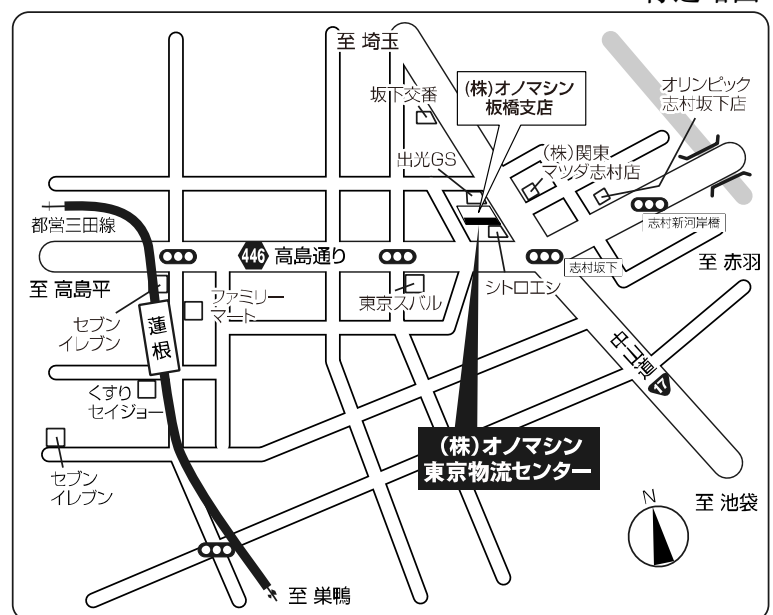 至 埼玉
坂下交番
(株)オノマシン
板橋支店
オリンピック
志村坂下店
出光GS
(株)関東
マツダ志村店
都営三田線
446
高島通り
志村新河岸橋
至 高島平
志村坂下
至 赤羽
シトロエン
東京スバル
ファミリー
マート
セブン
イレブン
蓮根
くすり
セイジョー
中山道
17
(株)オノマシン
東京物流センター
セブン
イレブン
至 池袋
N
至 巣鴨